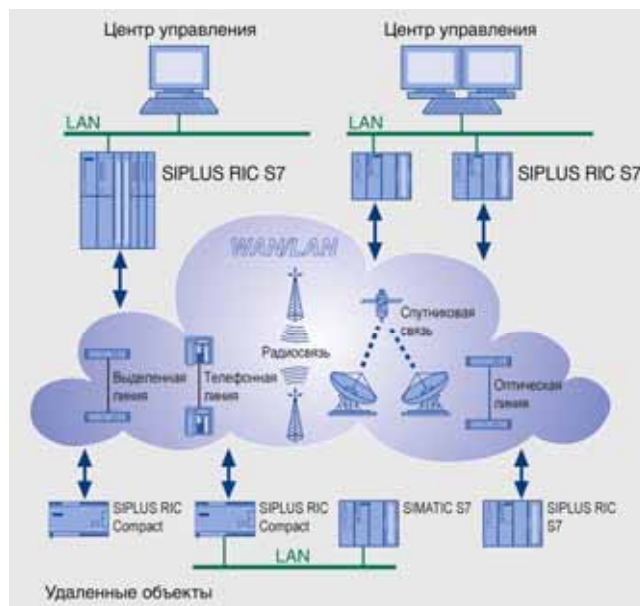 Центр управления
Центр управления
LAN
LAN
SIPLUS RIC S7
SIPLUS RIC S7
WAN/LAN
Спутниковая
связь
Радиосвязь
Выделенная
линия
Телефонная
линия
Оптическая
линия
SIPLUS RIC
Compact
SIPLUS RIC
Compact
SIMATIC S7
SIPLUS RIC
S7
LAN
Удаленные объекты